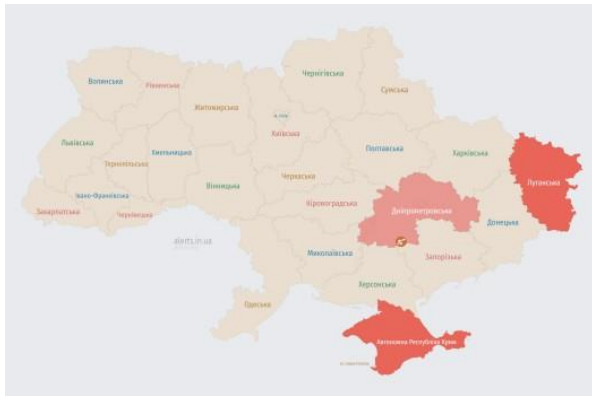 Чернігівська
Волинська
Рівненська
Сумська
Житомирська
Київська
Львівська
Хмельницька
Полтавська
Харківська
Тернопільська
Черкаська
Луганська
Вінницька
Івано-Франківська
Кіровоградська
Дніпропетровська
Закарпатська
Чернівецька
Донецька
alerts.in.ua
Миколаївська
Запорізька
Херсонська
Одеська
Автономна Республіка Крим